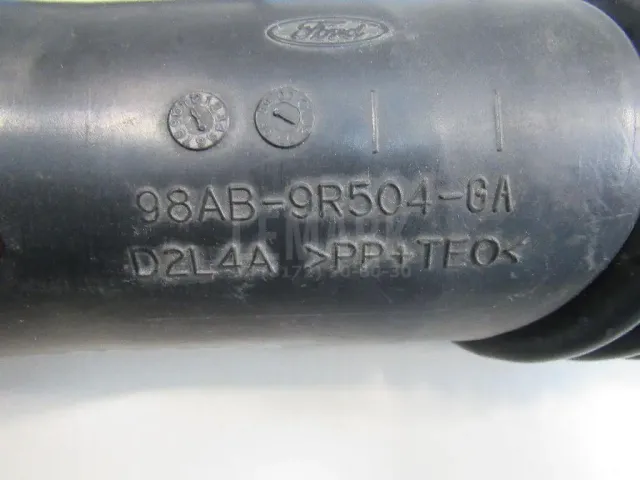 Ford
98AB-9R504-GA
D2L4A >PP+TEO<